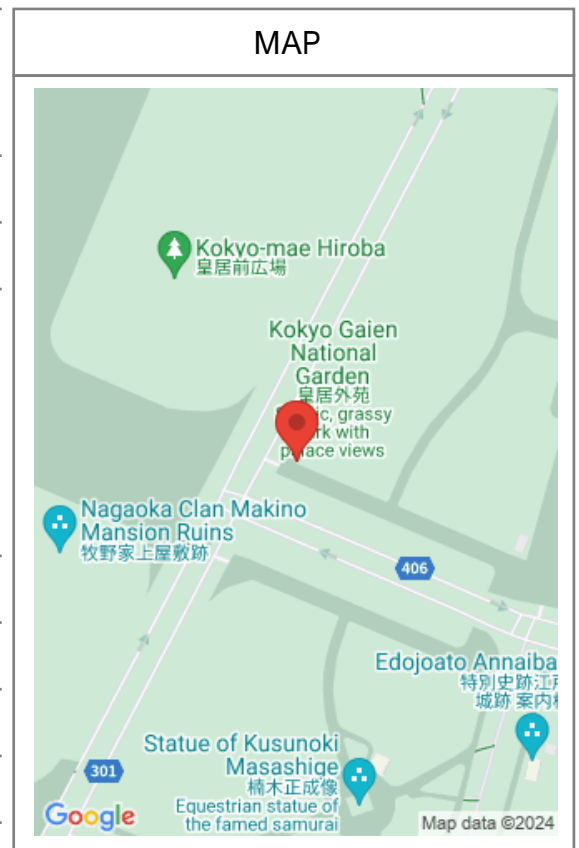 MAP
Kokyo-mae Hiroba
皇居前広場
Kokyo Gaien
National
Garden
皇居外苑
ic, grassy
rk with
palace views
Nagaoka Clan Makino
Mansion Ruins
牧野家上屋敷跡
406
Edojoato Annaiba
特別史跡江戸
城跡 案内
Statue of Kusunoki
Masashige
楠木正成像
Equestrian statue of
the famed samurai
301
Google
Map data ©2024